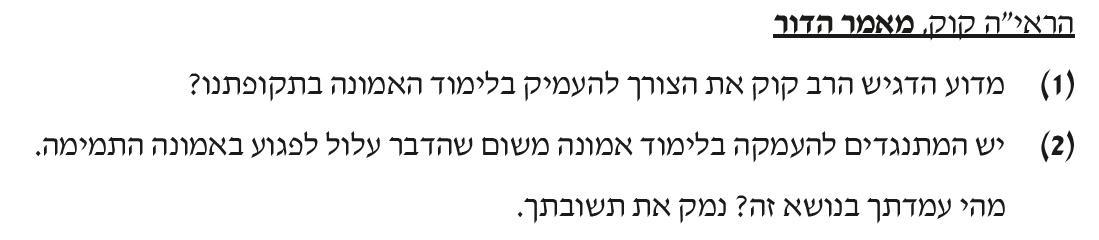 הראי"ה קוק, מאמר הדור
(1) מדוע הדגיש הרב קוק את הצורך להעמיק בלימוד האמונה בתקופתנו?
(2) יש המתנגדים להעמקה בלימוד אמונה משום שהדבר עלול לפגוע באמונה התמימה.
מהי עמדתך בנושא זה? נמק את תשובתך.